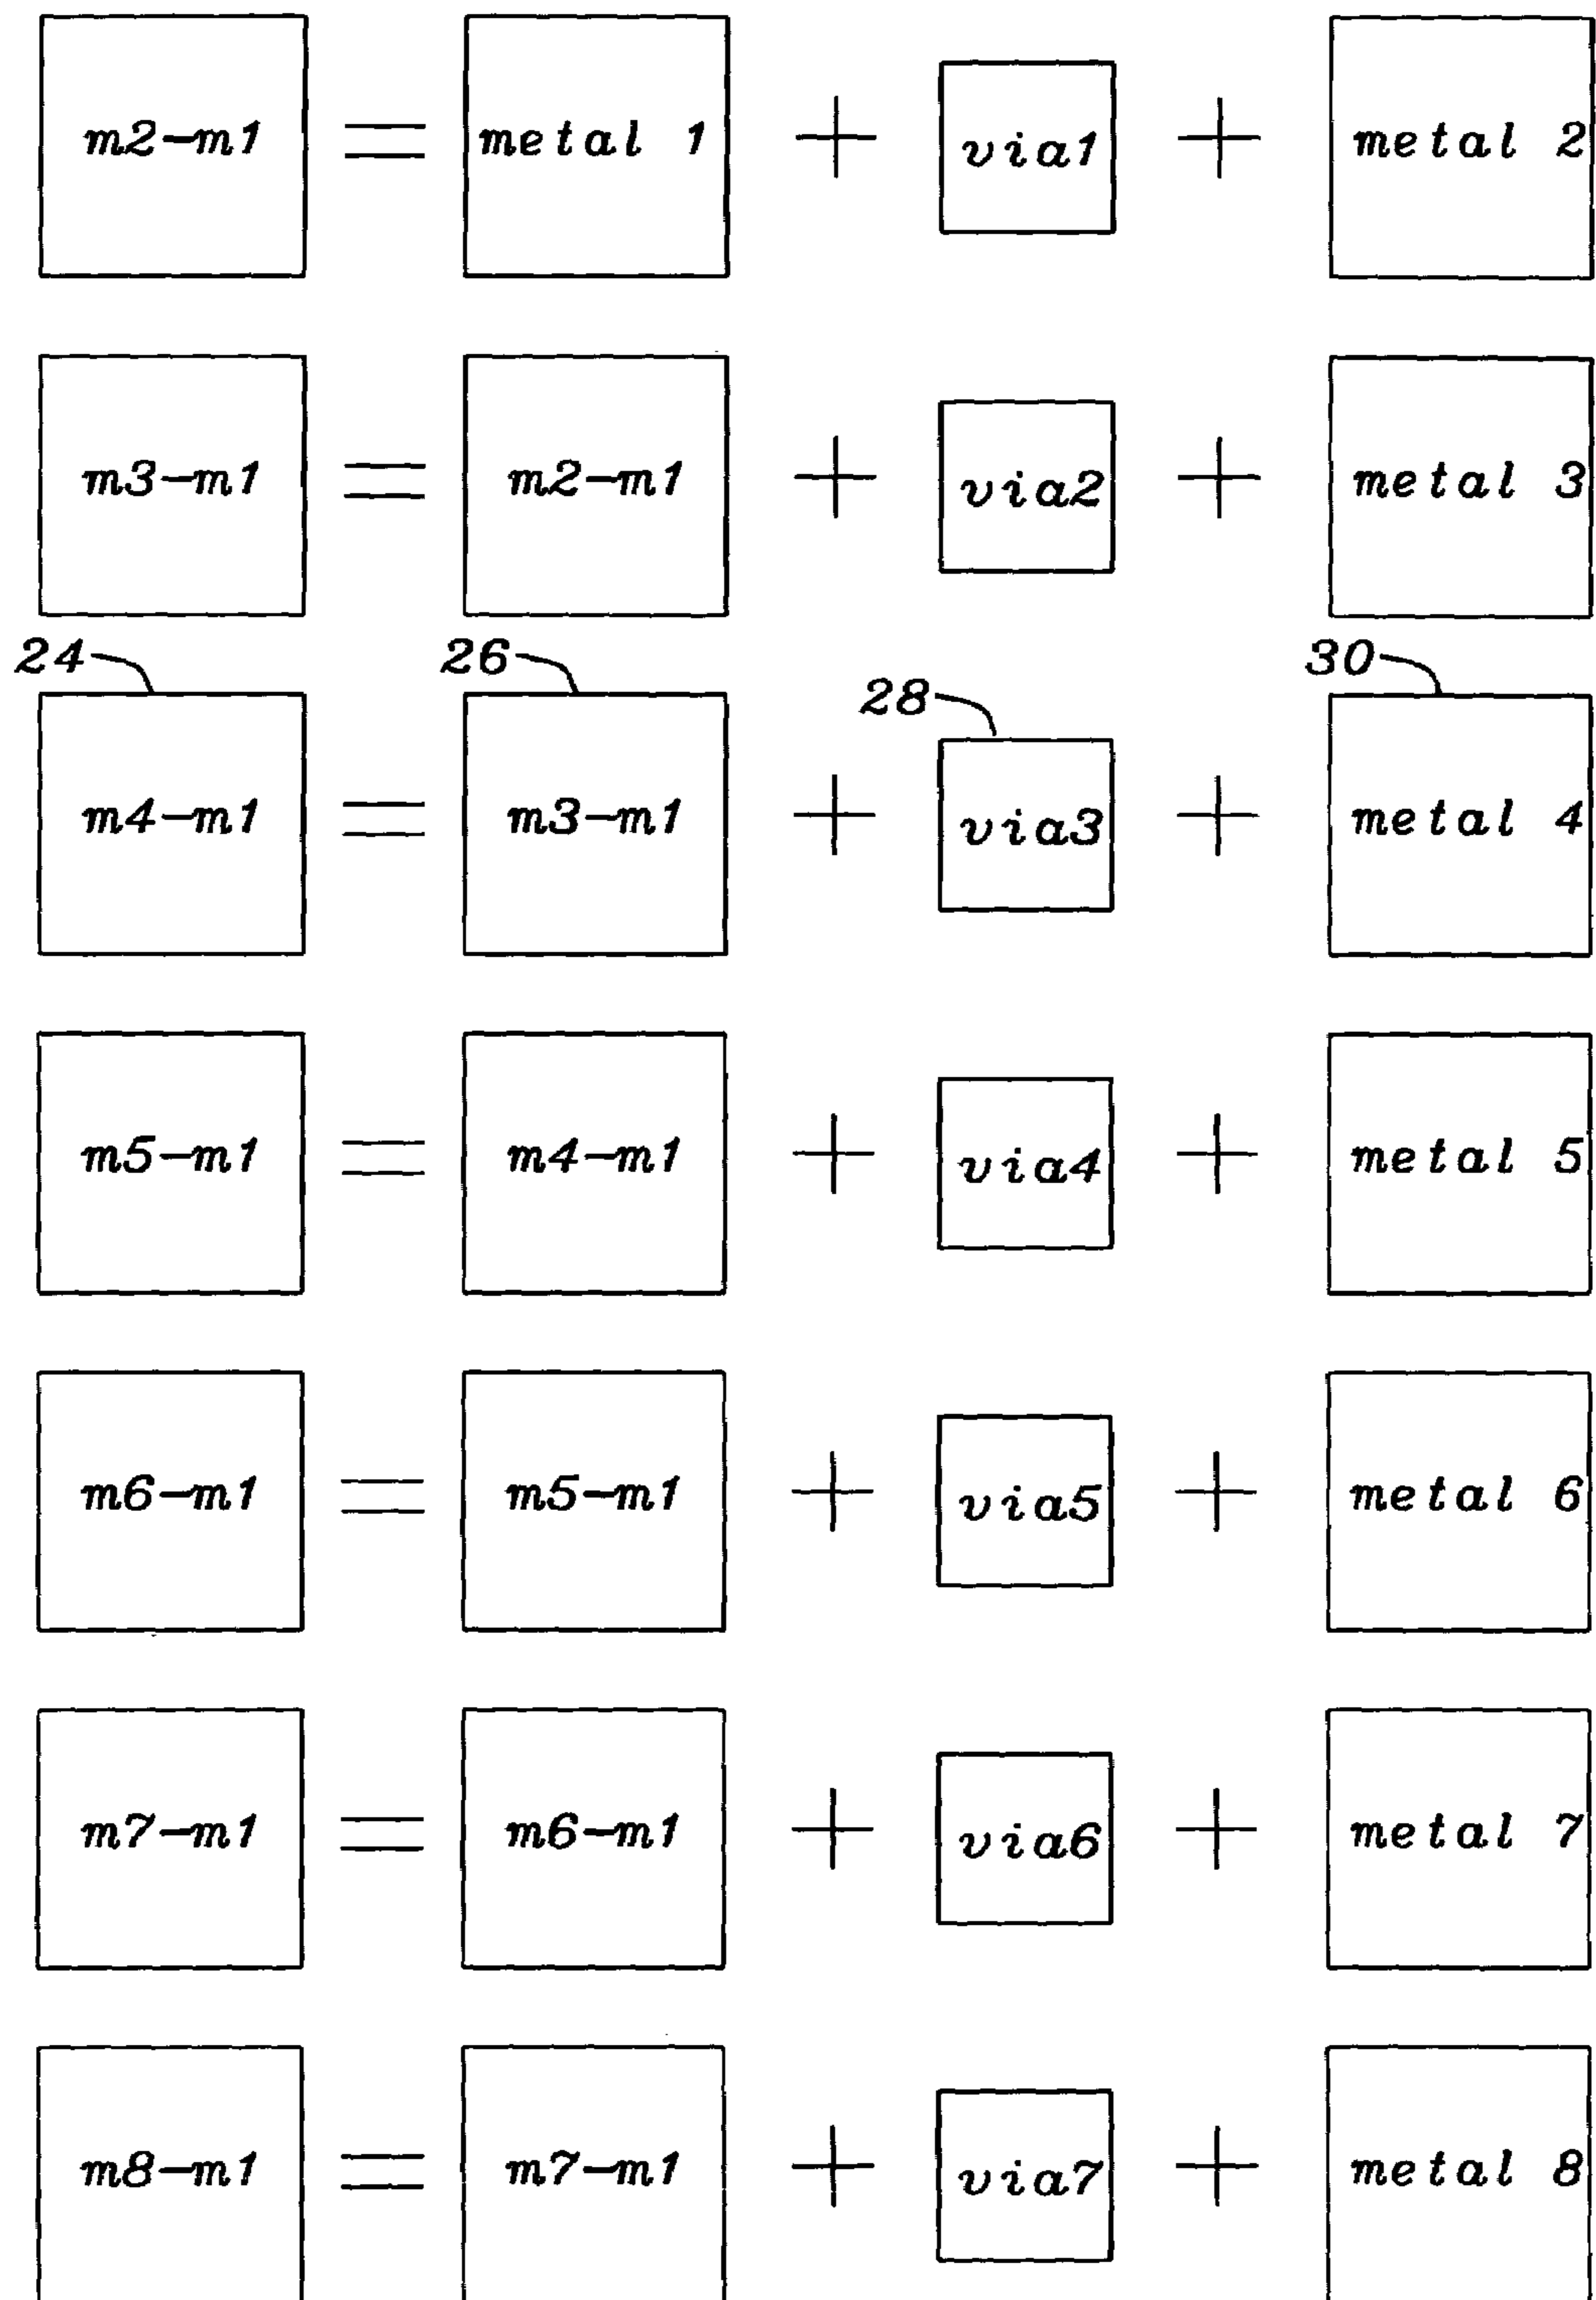 m2-m1 = metal 1 + via1 + metal 2
m3-m1 = m2-m1 + via2 + metal 3
24 26 28 30
m4-m1 = m3-m1 + via3 + metal 4
m5-m1 = m4-m1 + via4 + metal 5
m6-m1 = m5-m1 + via5 + metal 6
m7-m1 = m6-m1 + via6 + metal 7
m8-m1 = m7-m1 + via7 + metal 8